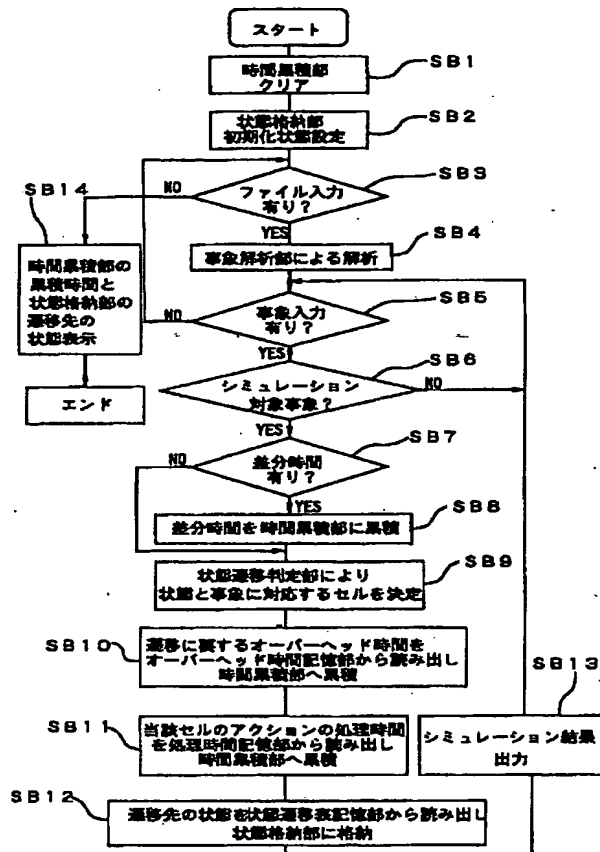 スタート
時間累積部
クリア
SB1
状態格納部
初期化状態設定
SB2
ファイル入力
有り?
SB3
NO
SB14
YES
事象解析部による解析
SB4
時間累積部の
累積時間と
状態格納部の
遷移先の
状態表示
エンド
事象入力
有り?
SB5
NO
YES
シミュレーション
対象事象?
SB6
NO
YES
差分時間
有り?
SB7
NO
YES
差分時間を時間累積部に累積
SB8
状態遷移判定部により
状態と事象に対応するセルを決定
SB9
遷移に要するオーバーヘッド時間を
オーバーヘッド時間記憶部から読み出し
時間累積部へ累積
SB10
当該セルのアクションの処理時間
を処理時間記憶部から読み出し
時間累積部へ累積
SB11
シミュレーション結果
出力
SB13
遷移先の状態を状態遷移表記憶部から読み出し
状態格納部に格納
SB12